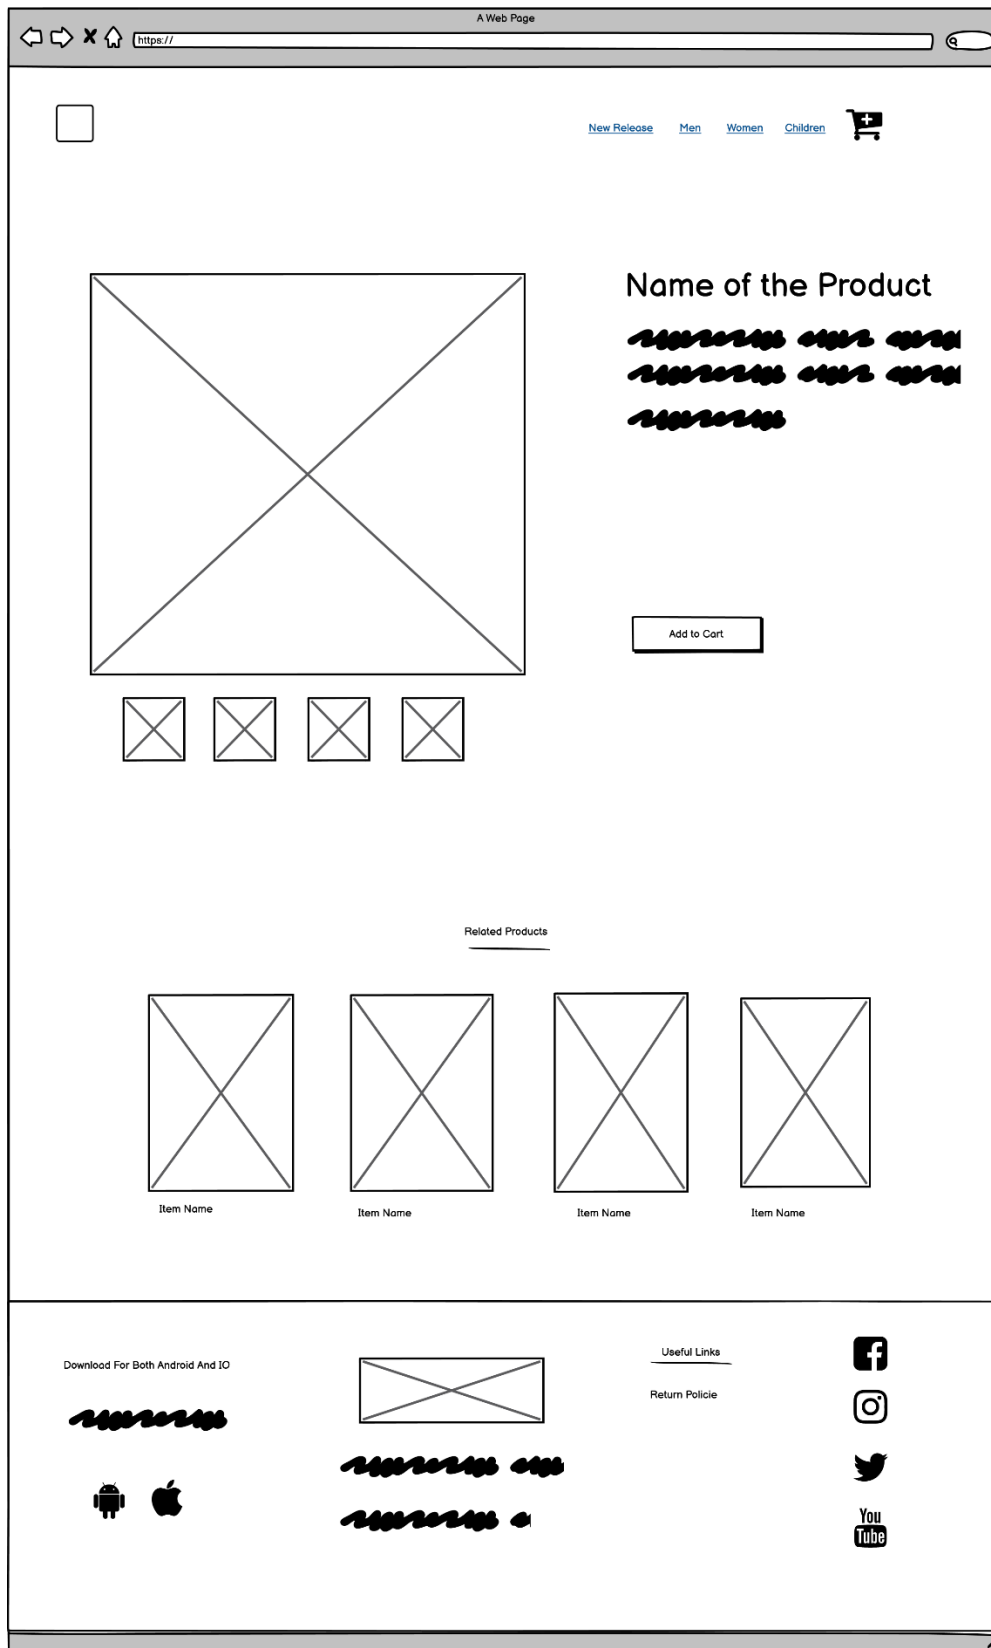 A Web Page
https://
New Release Men Women Children
Name of the Product
Add to Cart
Related Products
Item Name Item Name Item Name Item Name
Download For Both Android And IO
Useful Links
Return Policie
You
Tube